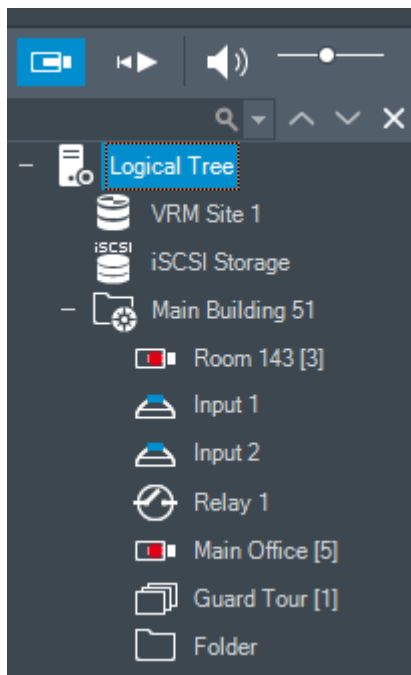 Logical Tree
VRM Site 1
iSCSI
iSCSI Storage
Main Building 51
Room 143 [3]
Input 1
Input 2
Relay 1
Main Office [5]
Guard Tour [1]
Folder